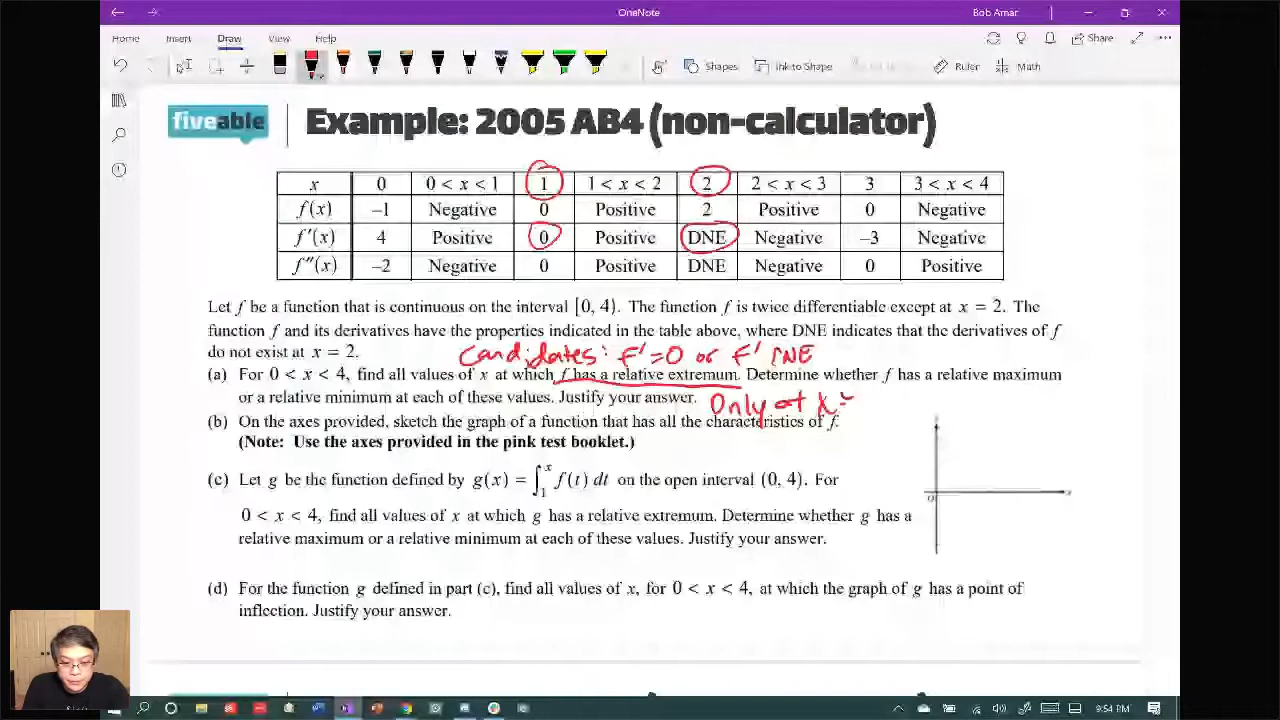 OneNote
Bob Amar
Home Insert Draw View Help
Share
Shapes Ink to Shape Ruler Math
fiveable Example: 2005 AB4 (non-calculator)
x 0 0 < x < 1 1 1 < x < 2 2 2 < x < 3 3 3 < x < 4
f(x) −1 Negative 0 Positive 2 Positive 0 Negative
f′(x) 4 Positive 0 Positive DNE Negative −3 Negative
f″(x) −2 Negative 0 Positive DNE Negative 0 Positive
Let f be a function that is continuous on the interval [0, 4). The function f is twice differentiable except at x = 2. The
function f and its derivatives have the properties indicated in the table above, where DNE indicates that the derivatives of f
do not exist at x = 2.
Candidates: f'=0 or f' DNE
(a) For 0 < x < 4, find all values of x at which f has a relative extremum. Determine whether f has a relative maximum
or a relative minimum at each of these values. Justify your answer.
Only at x=
(b) On the axes provided, sketch the graph of a function that has all the characteristics of f.
(Note: Use the axes provided in the pink test booklet.)
(c) Let g be the function defined by g(x) = ∫₁ˣ f(t) dt on the open interval (0, 4). For
0 < x < 4, find all values of x at which g has a relative extremum. Determine whether g has a
relative maximum or a relative minimum at each of these values. Justify your answer.
O x
(d) For the function g defined in part (c), find all values of x, for 0 < x < 4, at which the graph of g has a point of
inflection. Justify your answer.
9:54 PM